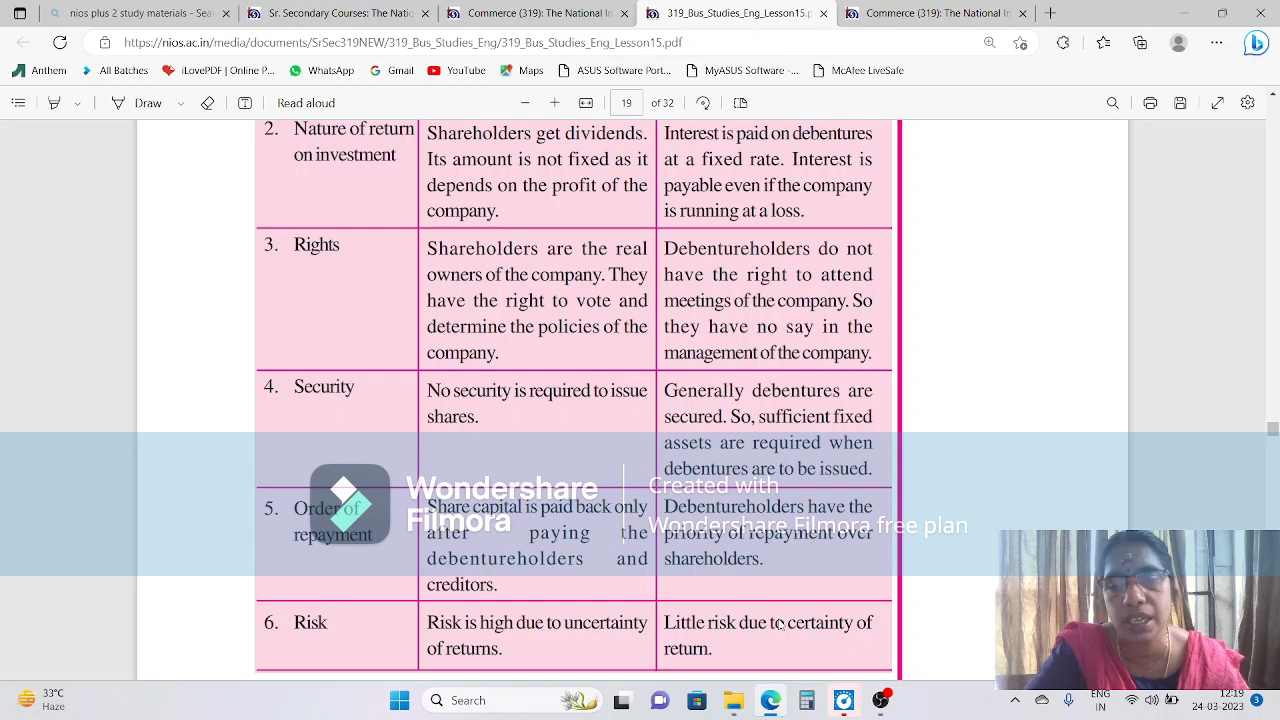 nios plus 2 study materials - Sea
Sr. Secondary Courses : The Nati
Commerce (319): The National In
319_Bus_Studies_Eng_Lesson15.p
Commerce (319): The National In
https://nios.ac.in/media/documents/SrSec319NEW/319_Bus_Studies_Eng/319_Bus_Studies_Eng_Lesson15.pdf
Anthem
All Batches
iLovePDF | Online P...
WhatsApp
Gmail
YouTube
Maps
ASUS Software Port...
MyASUS Software -...
McAfee LiveSafe
Draw
Read aloud
19 of 32
2. Nature of return
on investment
Shareholders get dividends.
Its amount is not fixed as it
depends on the profit of the
company.
Interest is paid on debentures
at a fixed rate. Interest is
payable even if the company
is running at a loss.
3. Rights
Shareholders are the real
owners of the company. They
have the right to vote and
determine the policies of the
company.
Debentureholders do not
have the right to attend
meetings of the company. So
they have no say in the
management of the company.
4. Security
No security is required to issue
shares.
Generally debentures are
secured. So, sufficient fixed
assets are required when
debentures are to be issued.
Wondershare
Filmora
Created with
Wondershare Filmora free plan
5. Order of
repayment
Share capital is paid back only
after paying the
debentureholders and
creditors.
Debentureholders have the
priority of repayment over
shareholders.
6. Risk
Risk is high due to uncertainty
of returns.
Little risk due to certainty of
return.
33°C
Haze
Search
ENG
IN
12:19
24-03-2023
3